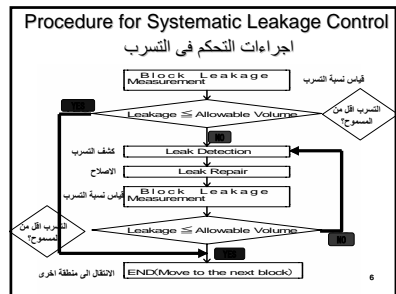 Procedure for Systematic Leakage Control
اجراءات التحكم فى التسرب
Block Leakage
Measurement
قياس نسبة التسرب
YES
Leakage ≦ Allowable Volume
التسرب اقل من
المسموح؟
NO
كشف التسرب
Leak Detection
الاصلاح
Leak Repair
قياس نسبة التسرب
Block Leakage
Measurement
التسرب اقل من
المسموح؟
Leakage ≦ Allowable Volume
NO
YES
الانتقال الى منطقة اخرى
END(Move to the next block)
6